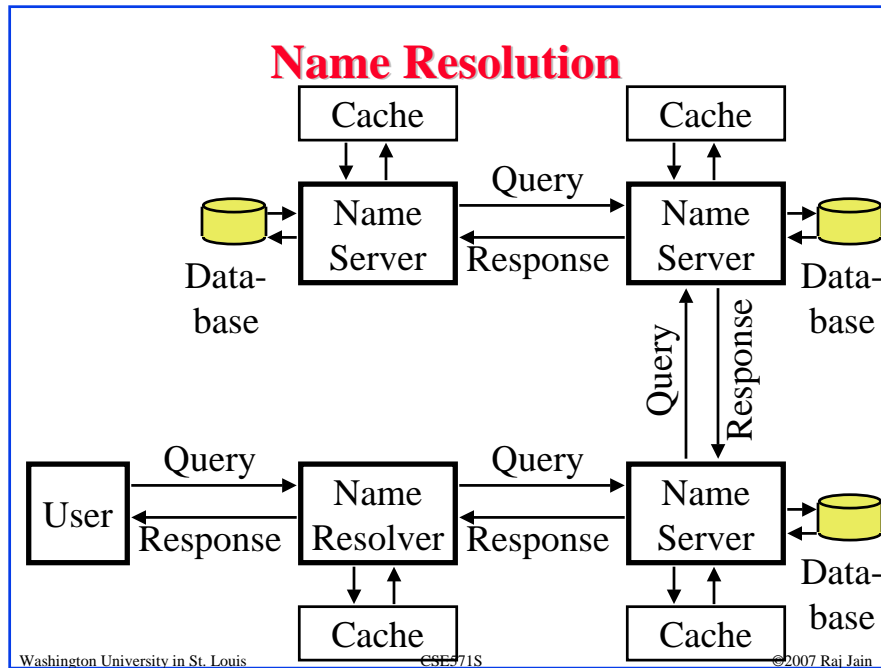 Name Resolution
Cache
Cache
Query
Name
Server
Name
Server
Response
Data-
base
Data-
base
Query
Response
Query
Query
User
Name
Resolver
Name
Server
Response
Response
Data-
base
Cache
Cache
Washington University in St. Louis
CSE571S
©2007 Raj Jain